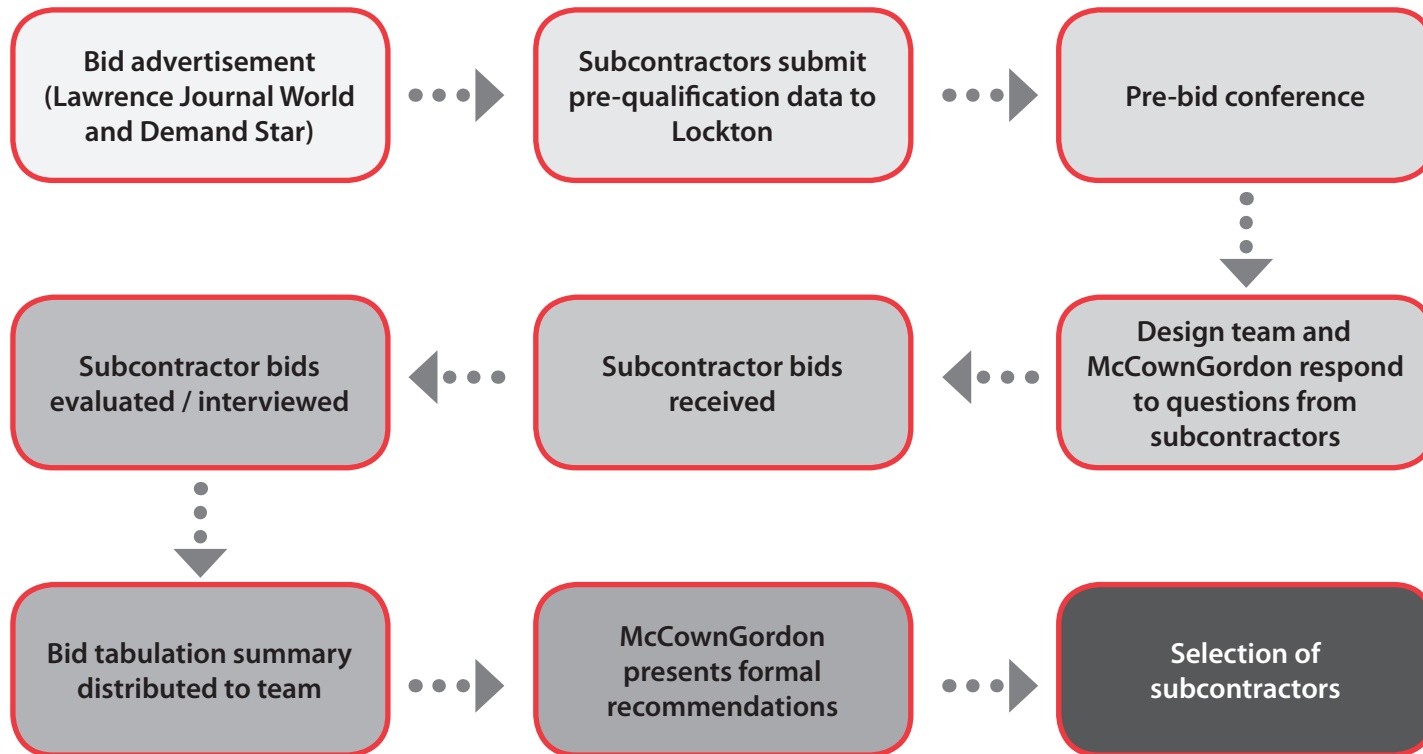 Bid advertisement
(Lawrence Journal World
and Demand Star)
Subcontractors submit
pre-qualification data to
Lockton
Pre-bid conference
Design team and
McCownGordon respond
to questions from
subcontractors
Subcontractor bids
received
Subcontractor bids
evaluated / interviewed
Bid tabulation summary
distributed to team
McCownGordon
presents formal
recommendations
Selection of
subcontractors